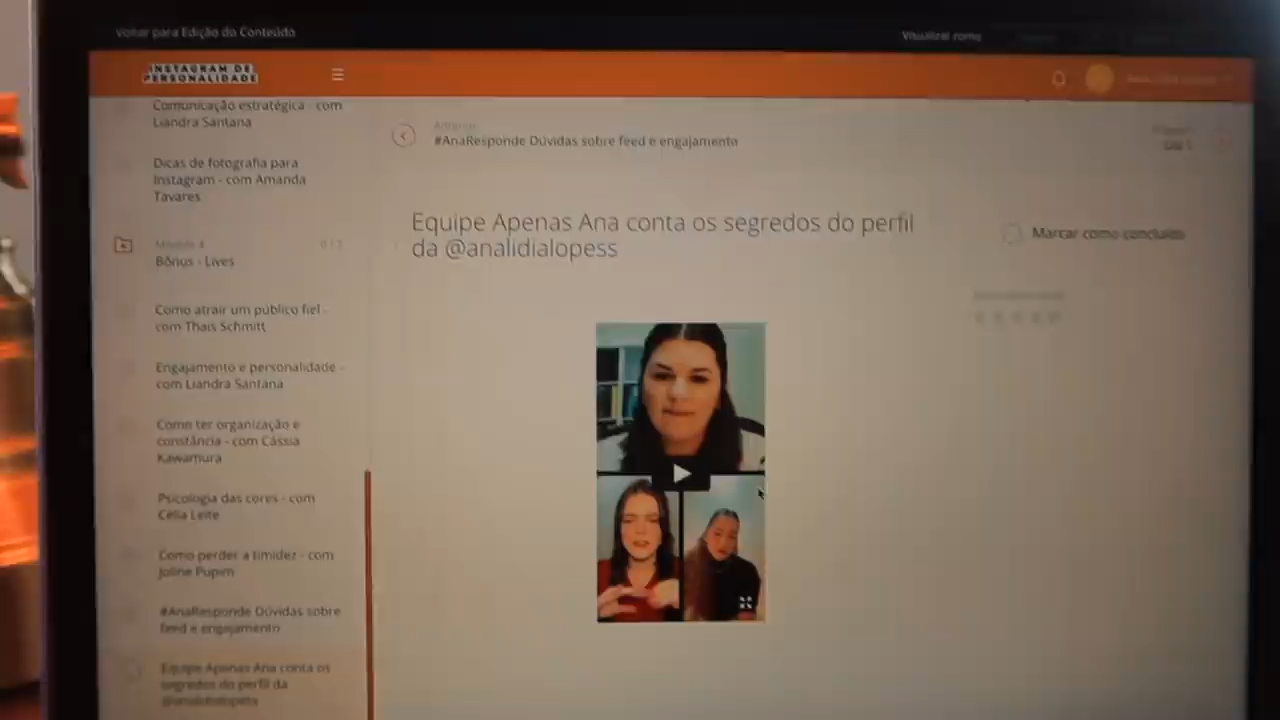 Voltar para Edição do Conteúdo
Visualizar como
INSTAGRAM DE
PERSONALIDADE
Comunicação estratégica - com
Liandra Santana
Dicas de fotografia para
Instagram - com Amanda
Tavares
Módulo 4
Bônus - Lives
Como atrair um público fiel -
com Thais Schmitt
Engajamento e personalidade -
com Liandra Santana
Como ter organização e
constância - com Cássia
Kawamura
Psicologia das cores - com
Célia Leite
Como perder a timidez - com
Joline Pupim
#AnaResponde Dúvidas sobre
feed e engajamento
Equipe Apenas Ana conta os
segredos do perfil da
@analidialopess
Anterior
#AnaResponde Dúvidas sobre feed e engajamento
Equipe Apenas Ana conta os segredos do perfil
da @analidialopess
Marcar como concluído